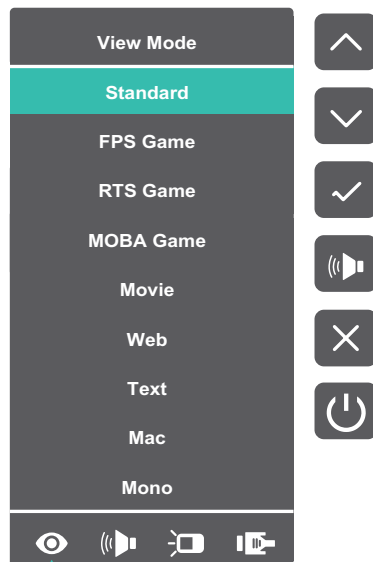 View Mode
Standard
FPS Game
RTS Game
MOBA Game
Movie
Web
Text
Mac
Mono